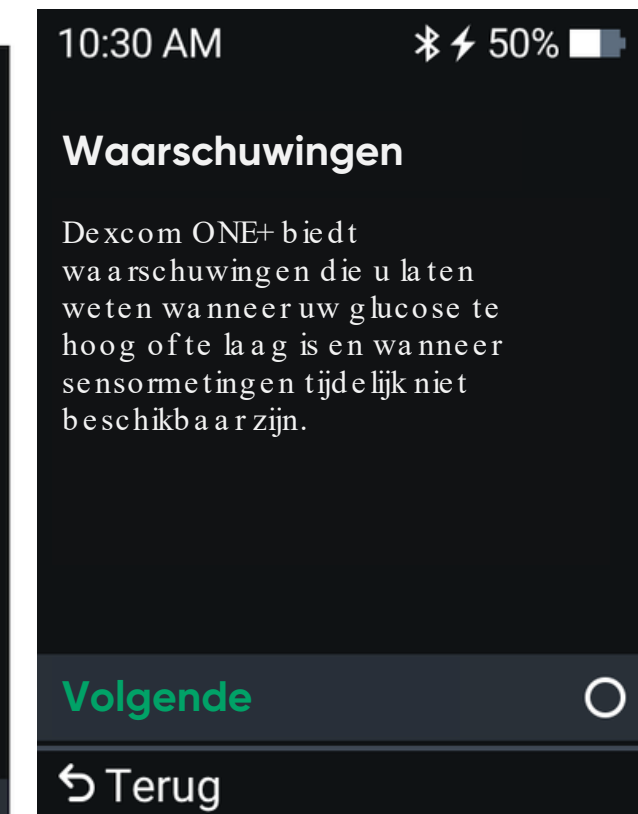 10:30 AM 50%
Waarschuwingen
Dexcom ONE+ biedt
waarschuwingen die u laten
weten wanneer uw glucose te
hoog of te laag is en wanneer
sensormetingen tijdelijk niet
beschikbaar zijn.
Volgende
Terug